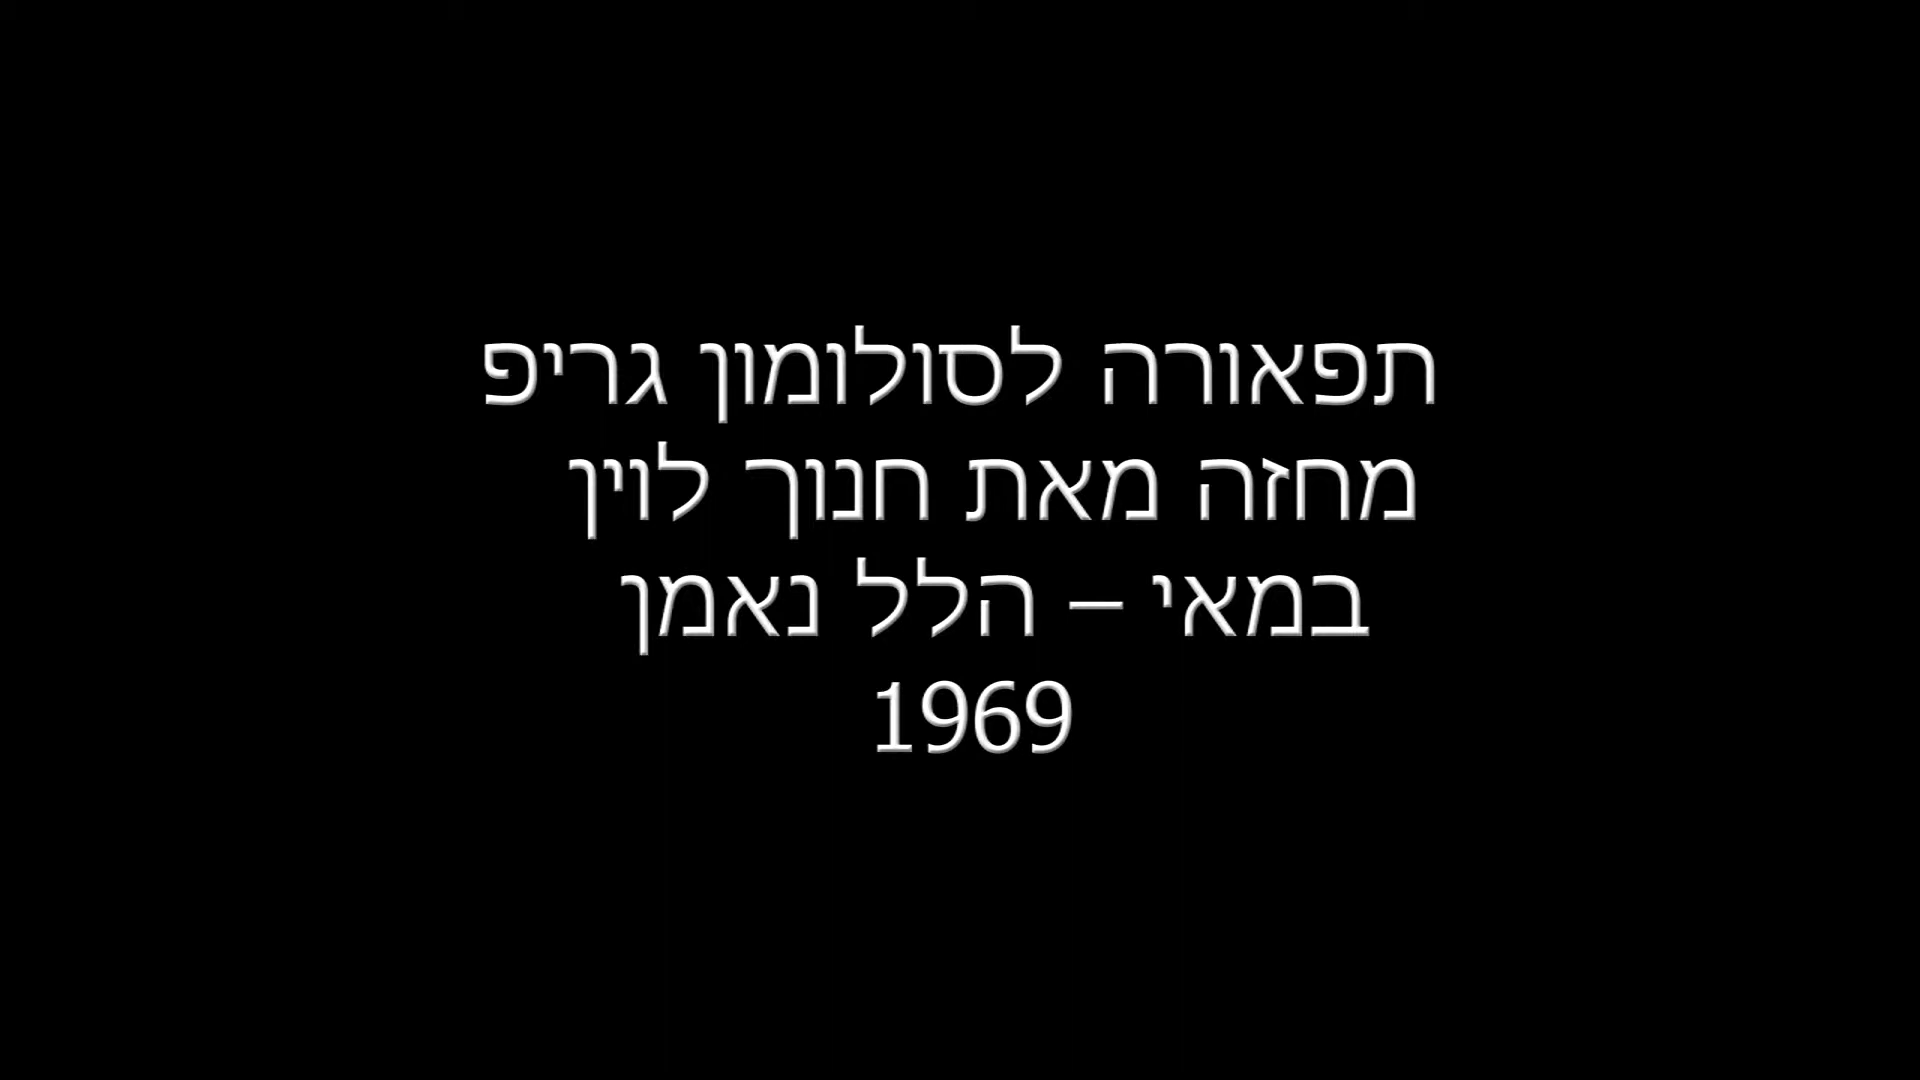 תפאורה לסולומון גריפ
מחזה מאת חנוך לוין
במאי – הלל נאמן
1969